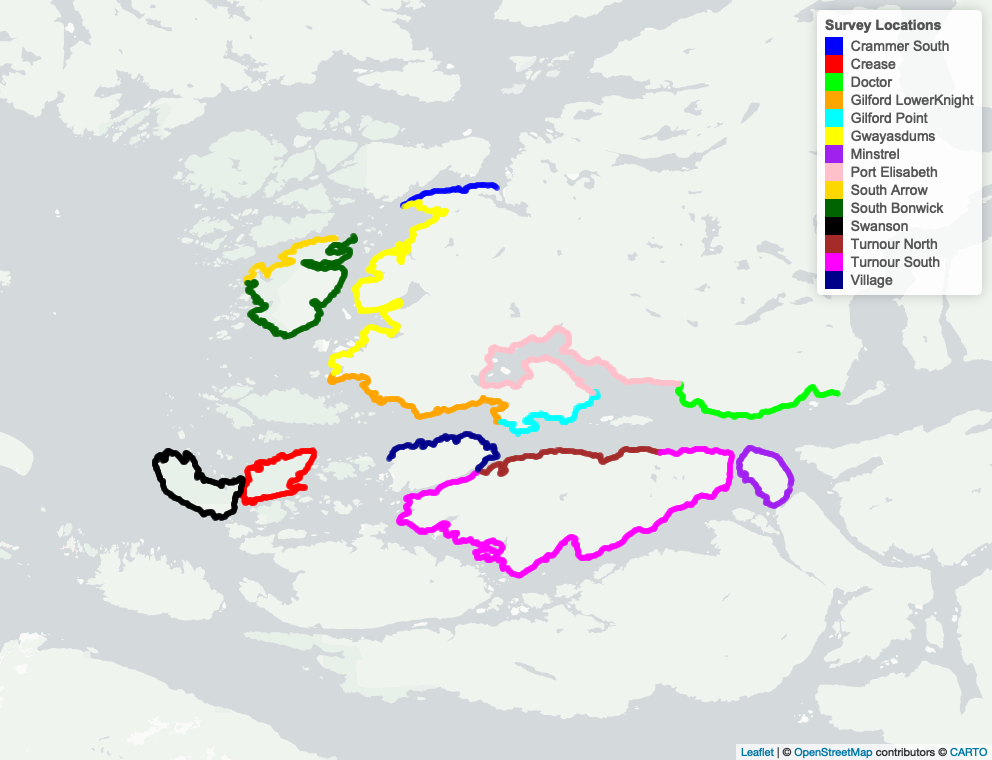 Survey Locations
Crammer South
Crease
Doctor
Gilford LowerKnight
Gilford Point
Gwayasdums
Minstrel
Port Elisabeth
South Arrow
South Bonwick
Swanson
Turnour North
Turnour South
Village
Leaflet | © OpenStreetMap contributors © CARTO